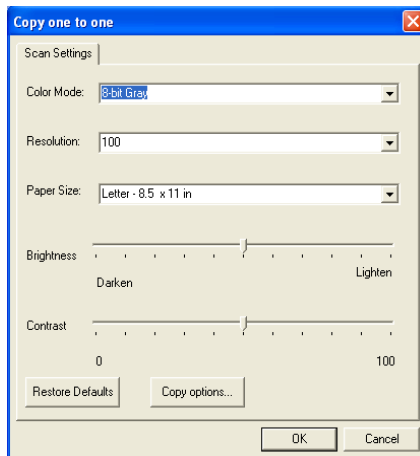 Copy one to one
Scan Settings
Color Mode: 8-bit Gray
Resolution: 100
Paper Size: Letter - 8.5 x 11 in
Brightness
Darken Lighten
Contrast
0 100
Restore Defaults Copy options...
OK Cancel